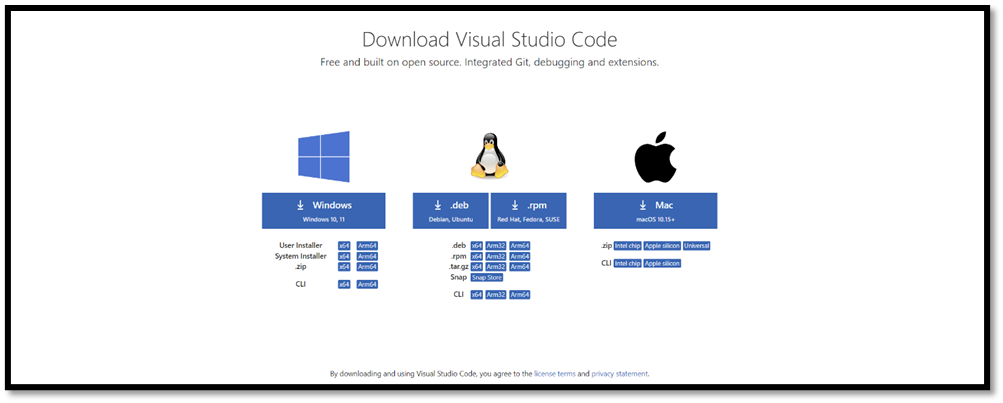 Download Visual Studio Code
Free and built on open source. Integrated Git, debugging and extensions.
Windows
Windows 10, 11
User Installer x64 Arm64
System Installer x64 Arm64
.zip x64 Arm64
CLI x64 Arm64
.deb
Debian, Ubuntu
.rpm
Red Hat, Fedora, SUSE
.deb x64 Arm32 Arm64
.rpm x64 Arm32 Arm64
.tar.gz x64 Arm32 Arm64
Snap Snap Store
CLI x64 Arm32 Arm64
Mac
macOS 10.15+
.zip Intel chip Apple silicon Universal
CLI Intel chip Apple silicon
By downloading and using Visual Studio Code, you agree to the license terms and privacy statement.